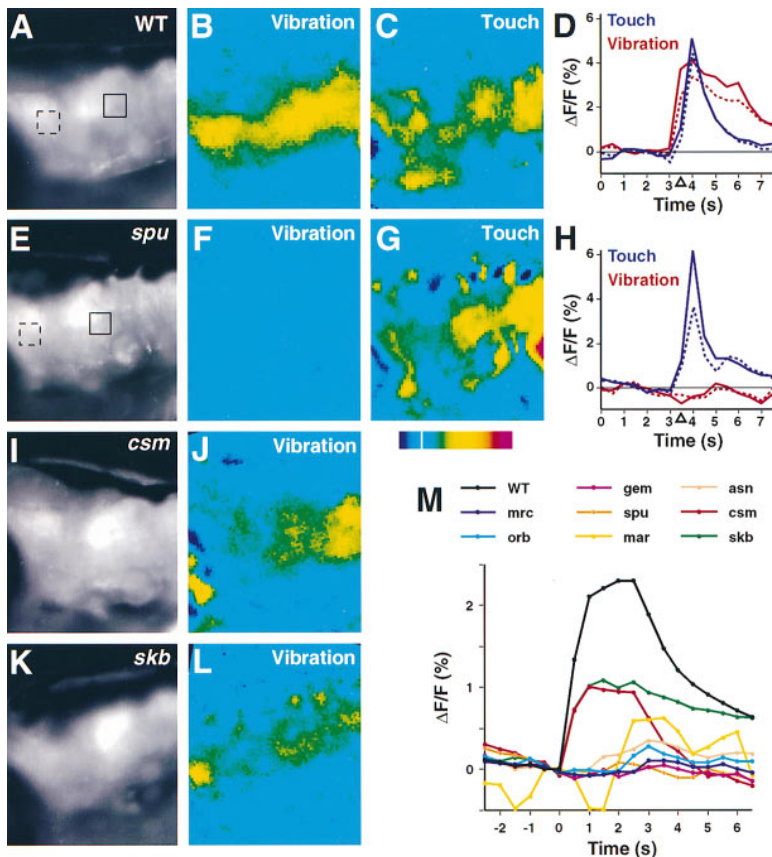 A WT
B Vibration
C Touch
D
Touch
Vibration
ΔF/F (%)
6
4
2
0
0 1 2 3 4 5 6 7
Time (s)
E spu
F Vibration
G Touch
H
Touch
Vibration
ΔF/F (%)
6
4
2
0
0 1 2 3 4 5 6 7
Time (s)
I csm
J Vibration
K skb
L Vibration
M
WT gem asn
mrc spu csm
orb mar skb
ΔF/F (%)
2
1
0
-2 -1 0 1 2 3 4 5 6
Time (s)